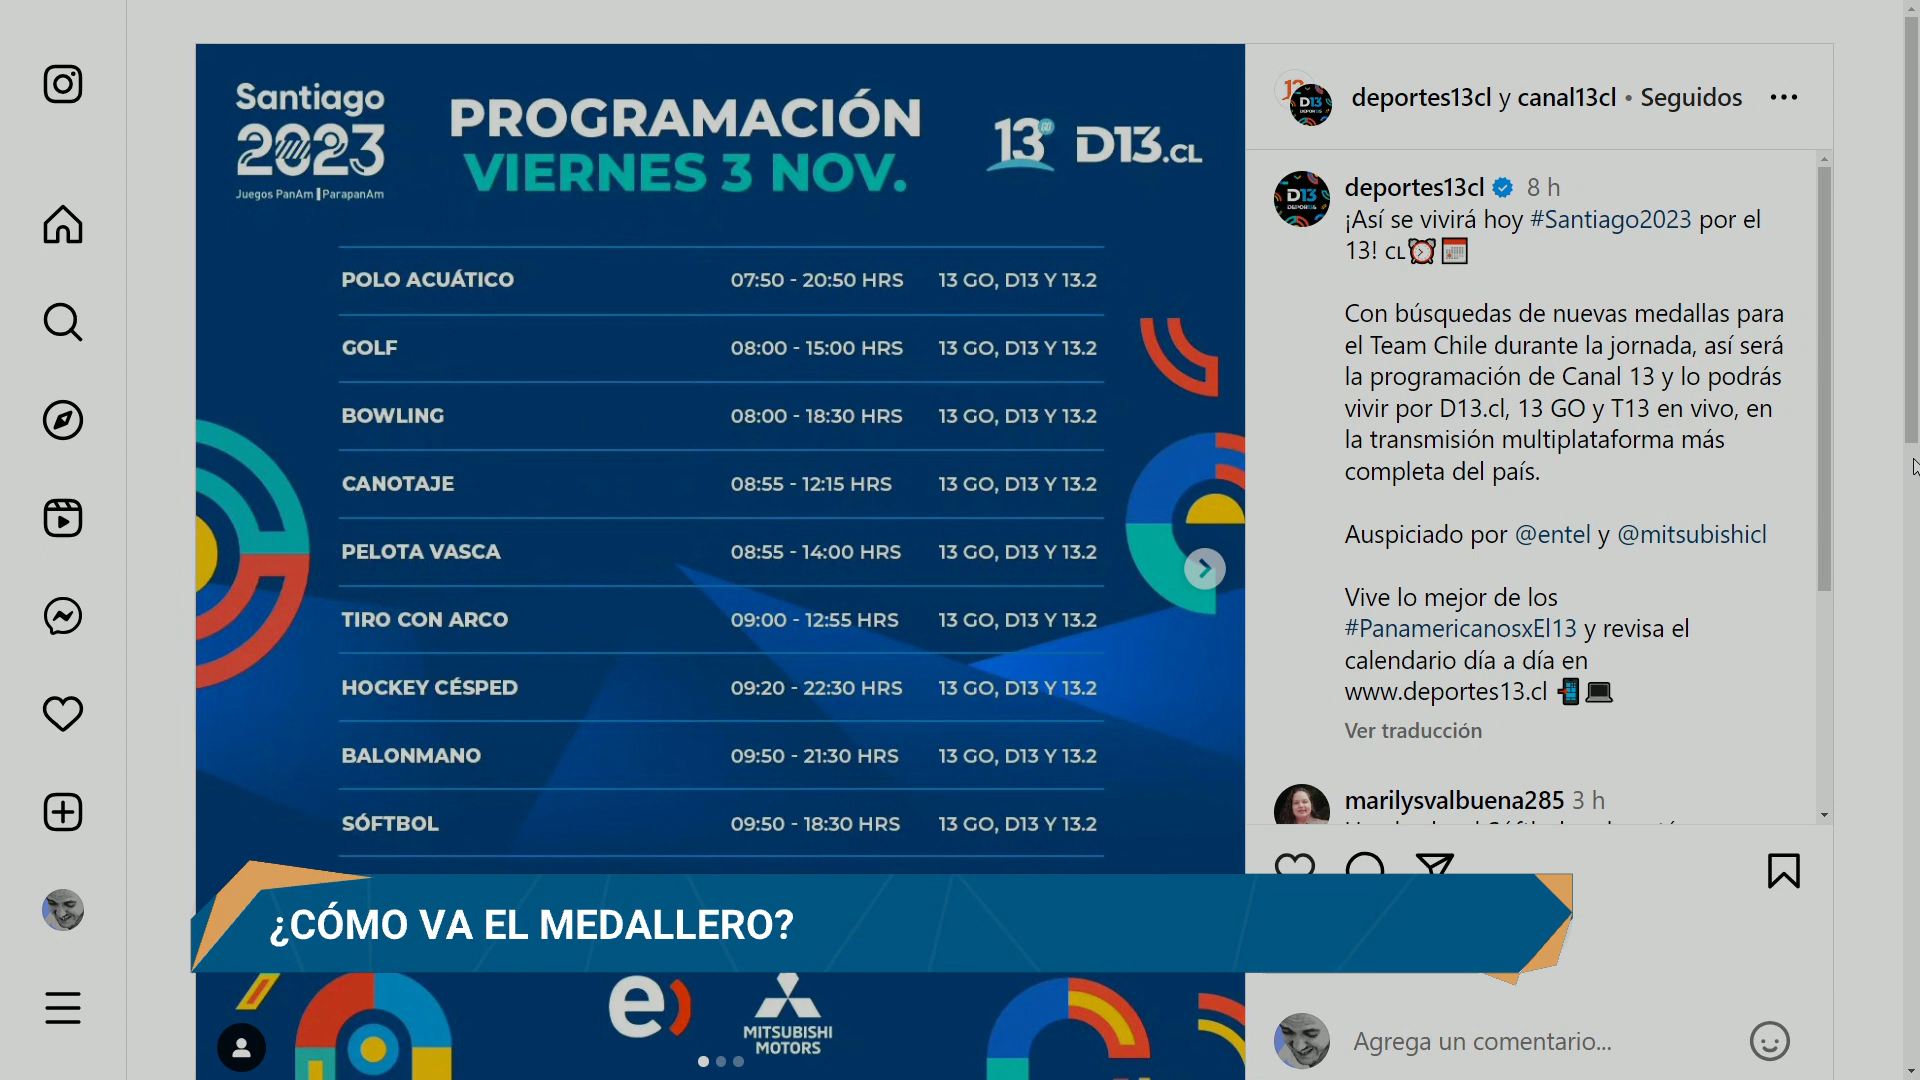 Santiago
2023
Juegos PanAm ParapanAm
PROGRAMACIÓN
VIERNES 3 NOV.
13 GO D13.CL
POLO ACUÁTICO 07:50 - 20:50 HRS 13 GO, D13 Y 13.2
GOLF 08:00 - 15:00 HRS 13 GO, D13 Y 13.2
BOWLING 08:00 - 18:30 HRS 13 GO, D13 Y 13.2
CANOTAJE 08:55 - 12:15 HRS 13 GO, D13 Y 13.2
PELOTA VASCA 08:55 - 14:00 HRS 13 GO, D13 Y 13.2
TIRO CON ARCO 09:00 - 12:55 HRS 13 GO, D13 Y 13.2
HOCKEY CÉSPED 09:20 - 22:30 HRS 13 GO, D13 Y 13.2
BALONMANO 09:50 - 21:30 HRS 13 GO, D13 Y 13.2
SÓFTBOL 09:50 - 18:30 HRS 13 GO, D13 Y 13.2
¿CÓMO VA EL MEDALLERO?
e)
MITSUBISHI
MOTORS
deportes13cl y canal13cl • Seguidos
D13
deportes13cl 8 h
¡Así se vivirá hoy #Santiago2023 por el
13! CL
Con búsquedas de nuevas medallas para
el Team Chile durante la jornada, así será
la programación de Canal 13 y lo podrás
vivir por D13.cl, 13 GO y T13 en vivo, en
la transmisión multiplataforma más
completa del país.
Auspiciado por @entel y @mitsubishicl
Vive lo mejor de los
#PanamericanosxEl13 y revisa el
calendario día a día en
www.deportes13.cl
Ver traducción
marilysvalbuena285 3 h
Agrega un comentario...